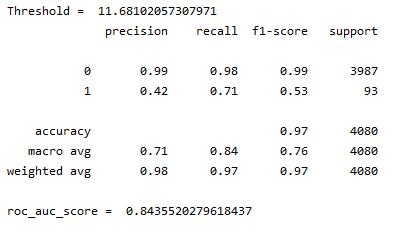 Threshold =  11.68102057307971
              precision    recall  f1-score   support

           0       0.99      0.98      0.99      3987
           1       0.42      0.71      0.53        93

    accuracy                           0.97      4080
   macro avg       0.71      0.84      0.76      4080
weighted avg       0.98      0.97      0.97      4080

roc_auc_score =  0.8435520279618437